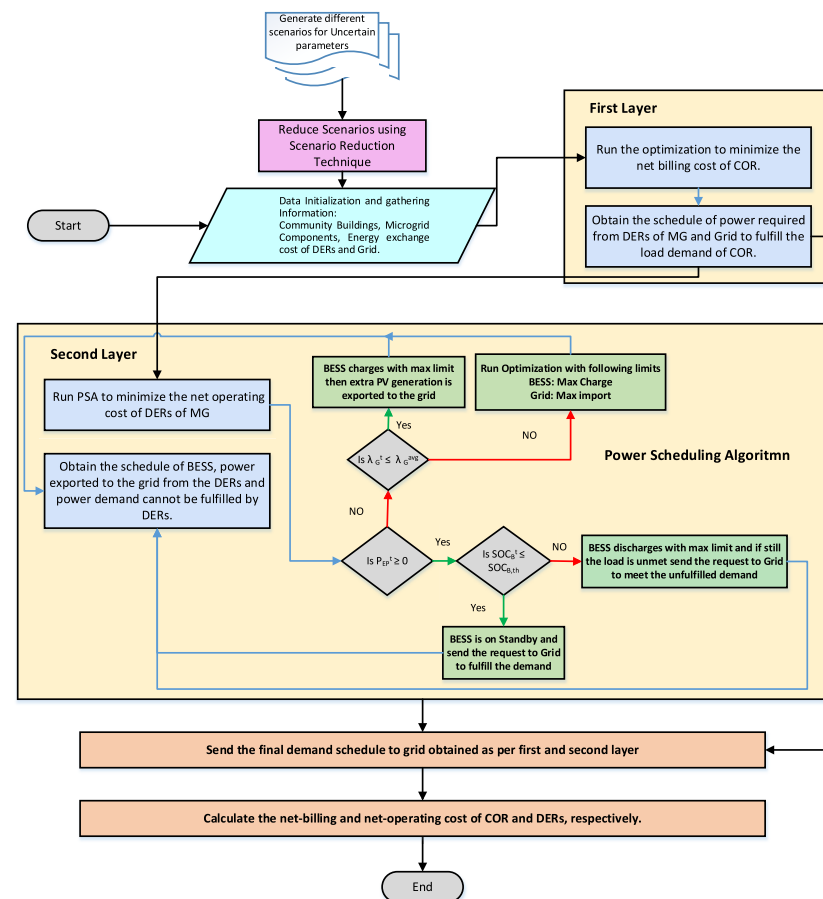 Generate different
scenarios for Uncertain
parameters
Reduce Scenarios using
Scenario Reduction
Technique
Start
Data Initialization and gathering
Information:
Community Buildings, Microgrid
Components, Energy exchange
cost of DERs and Grid.
First Layer
Run the optimization to minimize the
net billing cost of COR.
Obtain the schedule of power required
from DERs of MG and Grid to fulfill the
load demand of COR.
Second Layer
Run PSA to minimize the net operating
cost of DERs of MG
Obtain the schedule of BESS, power
exported to the grid from the DERs and
power demand cannot be fulfilled by
DERs.
BESS charges with max limit
then extra PV generation is
exported to the grid
Run Optimization with following limits
BESS: Max Charge
Grid: Max import
Yes
NO
Is λ_G^t ≤ λ_G^avg
Power Scheduling Algoritmn
NO
Is P_EP^t ≥ 0
Yes
Is SOC_B^t ≤
SOC_B,th
NO
BESS discharges with max limit and if still
the load is unmet send the request to Grid
to meet the unfulfilled demand
Yes
BESS is on Standby and
send the request to Grid
to fulfill the demand
Send the final demand schedule to grid obtained as per first and second layer
Calculate the net-billing and net-operating cost of COR and DERs, respectively.
End